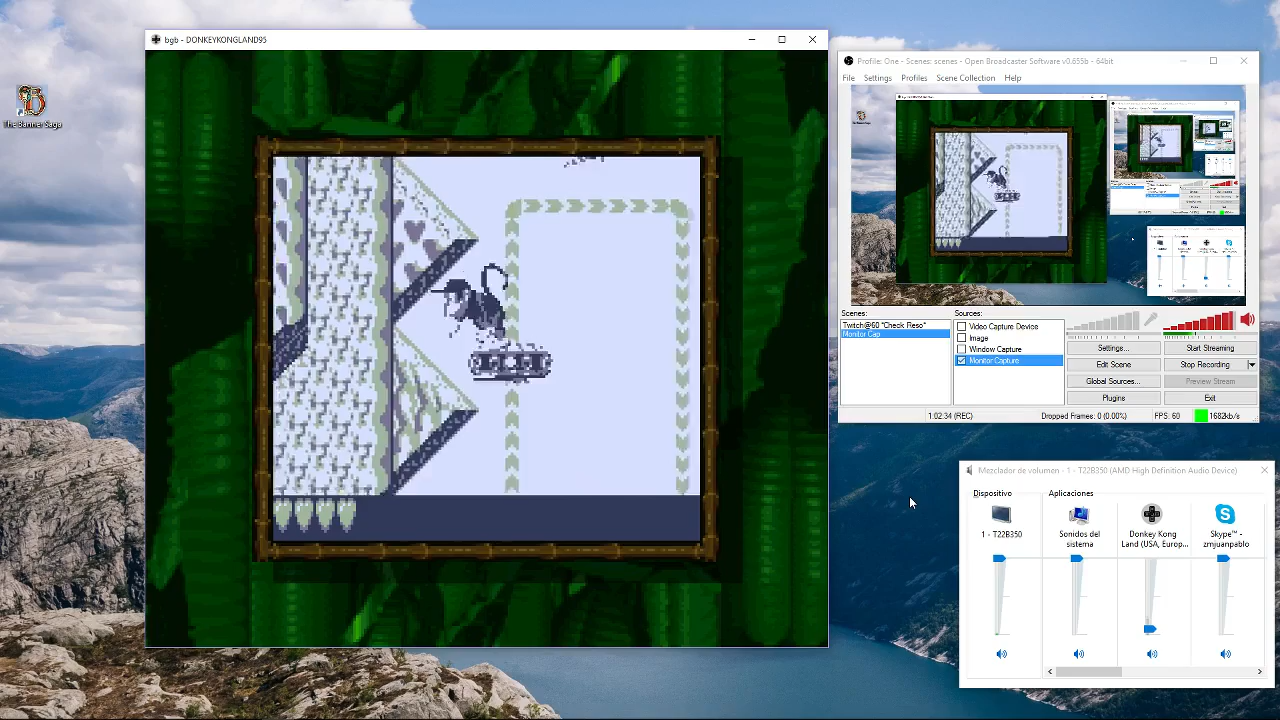 bgb - DONKEYKONGLAND95
The Banner Saga
Profile: One - Scenes: scenes - Open Broadcaster Software v0.655b - 64bit
File Settings Profiles Scene Collection Help
Scenes:
Twitch@60 "Check Reso"
Monitor Cap
Sources:
Video Capture Device
Image
Window Capture
Monitor Capture
Settings... Start Streaming
Edit Scene Stop Recording
Global Sources... Preview Stream
Plugins Exit
1:02:34 (REC) Dropped Frames: 0 (0.00%) FPS: 60 1682kb/s
Mezclador de volumen - 1 - T22B350 (AMD High Definition Audio Device)
Dispositivo Aplicaciones
1 - T22B350
Sonidos del
sistema
Donkey Kong
Land (USA, Europ...
Skype™ -
zmjuanpablo